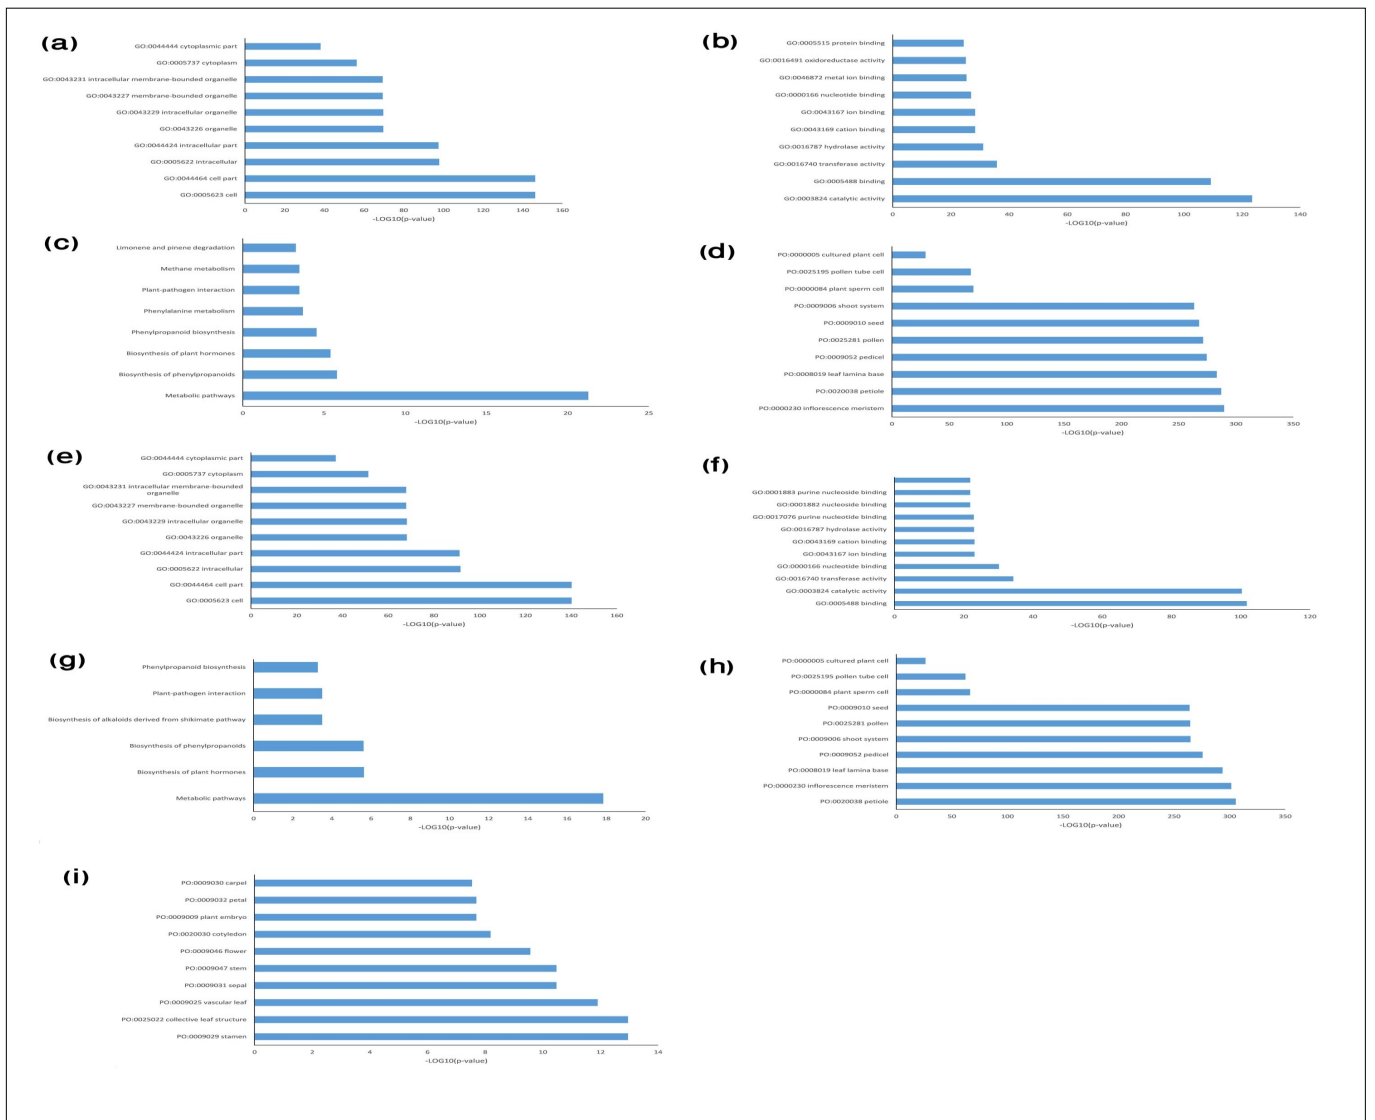 (a)
GO:0044444 cytoplasmic part
GO:0005737 cytoplasm
GO:0043231 intracellular membrane-bounded organelle
GO:0043227 membrane-bounded organelle
GO:0043229 intracellular organelle
GO:0043226 organelle
GO:0044424 intracellular part
GO:0005622 intracellular
GO:0044464 cell part
GO:0005623 cell
0 20 40 60 80 100 120 140 160
-LOG10(p-value)
(b)
GO:0005515 protein binding
GO:0016491 oxidoreductase activity
GO:0046872 metal ion binding
GO:0000166 nucleotide binding
GO:0043167 ion binding
GO:0043169 cation binding
GO:0016787 hydrolase activity
GO:0016740 transferase activity
GO:0005488 binding
GO:0003824 catalytic activity
0 20 40 60 80 100 120 140
-LOG10(p-value)
(c)
Limonene and pinene degradation
Methane metabolism
Plant-pathogen interaction
Phenylalanine metabolism
Phenylpropanoid biosynthesis
Biosynthesis of plant hormones
Biosynthesis of phenylpropanoids
Metabolic pathways
0 5 10 15 20 25
-LOG10(p-value)
(d)
PO:0000005 cultured plant cell
PO:0025195 pollen tube cell
PO:0000084 plant sperm cell
PO:0009006 shoot system
PO:0009010 seed
PO:0025281 pollen
PO:0009052 pedicel
PO:0008019 leaf lamina base
PO:0020038 petiole
PO:0000230 inflorescence meristem
0 50 100 150 200 250 300 350
-LOG10(p-value)
(e)
GO:0044444 cytoplasmic part
GO:0005737 cytoplasm
GO:0043231 intracellular membrane-bounded
organelle
GO:0043227 membrane-bounded organelle
GO:0043229 intracellular organelle
GO:0043226 organelle
GO:0044424 intracellular part
GO:0005622 intracellular
GO:0044464 cell part
GO:0005623 cell
0 20 40 60 80 100 120 140 160
-LOG10(p-value)
(f)
GO:0001883 purine nucleoside binding
GO:0001882 nucleoside binding
GO:0017076 purine nucleotide binding
GO:0016787 hydrolase activity
GO:0043169 cation binding
GO:0043167 ion binding
GO:0000166 nucleotide binding
GO:0016740 transferase activity
GO:0003824 catalytic activity
GO:0005488 binding
0 20 40 60 80 100 120
-LOG10(p-value)
(g)
Phenylpropanoid biosynthesis
Plant-pathogen interaction
Biosynthesis of alkaloids derived from shikimate pathway
Biosynthesis of phenylpropanoids
Biosynthesis of plant hormones
Metabolic pathways
0 2 4 6 8 10 12 14 16 18 20
-LOG10(p-value)
(h)
PO:0000005 cultured plant cell
PO:0025195 pollen tube cell
PO:0000084 plant sperm cell
PO:0009010 seed
PO:0025281 pollen
PO:0009006 shoot system
PO:0009052 pedicel
PO:0008019 leaf lamina base
PO:0000230 inflorescence meristem
PO:0020038 petiole
0 50 100 150 200 250 300 350
-LOG10(p-value)
(i)
PO:0009030 carpel
PO:0009032 petal
PO:0009009 plant embryo
PO:0020030 cotyledon
PO:0009046 flower
PO:0009047 stem
PO:0009031 sepal
PO:0009025 vascular leaf
PO:0025022 collective leaf structure
PO:0009029 stamen
0 2 4 6 8 10 12 14
-LOG10(p-value)